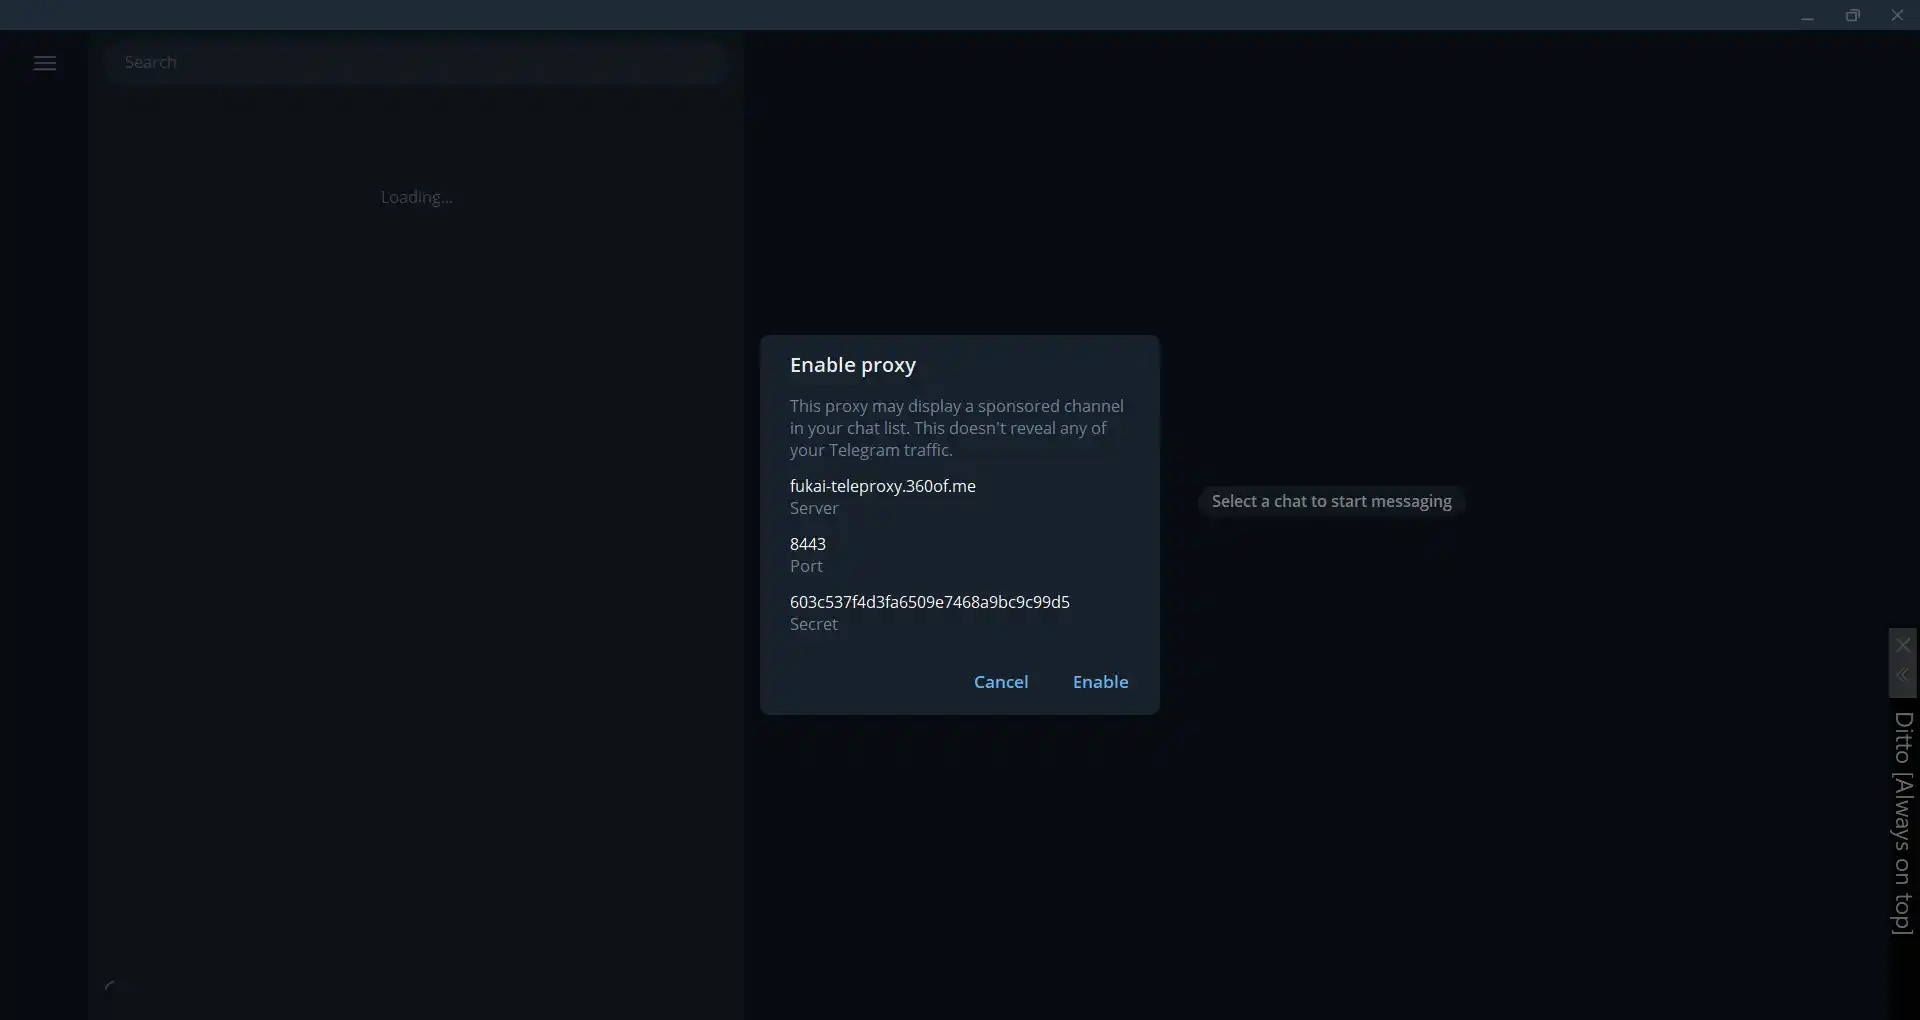 Search
Loading...
Enable proxy
This proxy may display a sponsored channel
in your chat list. This doesn't reveal any of
your Telegram traffic.
fukai-teleproxy.360of.me
Server
8443
Port
603c537f4d3fa6509e7468a9bc9c99d5
Secret
Cancel Enable
Select a chat to start messaging
Ditto [Always on top]